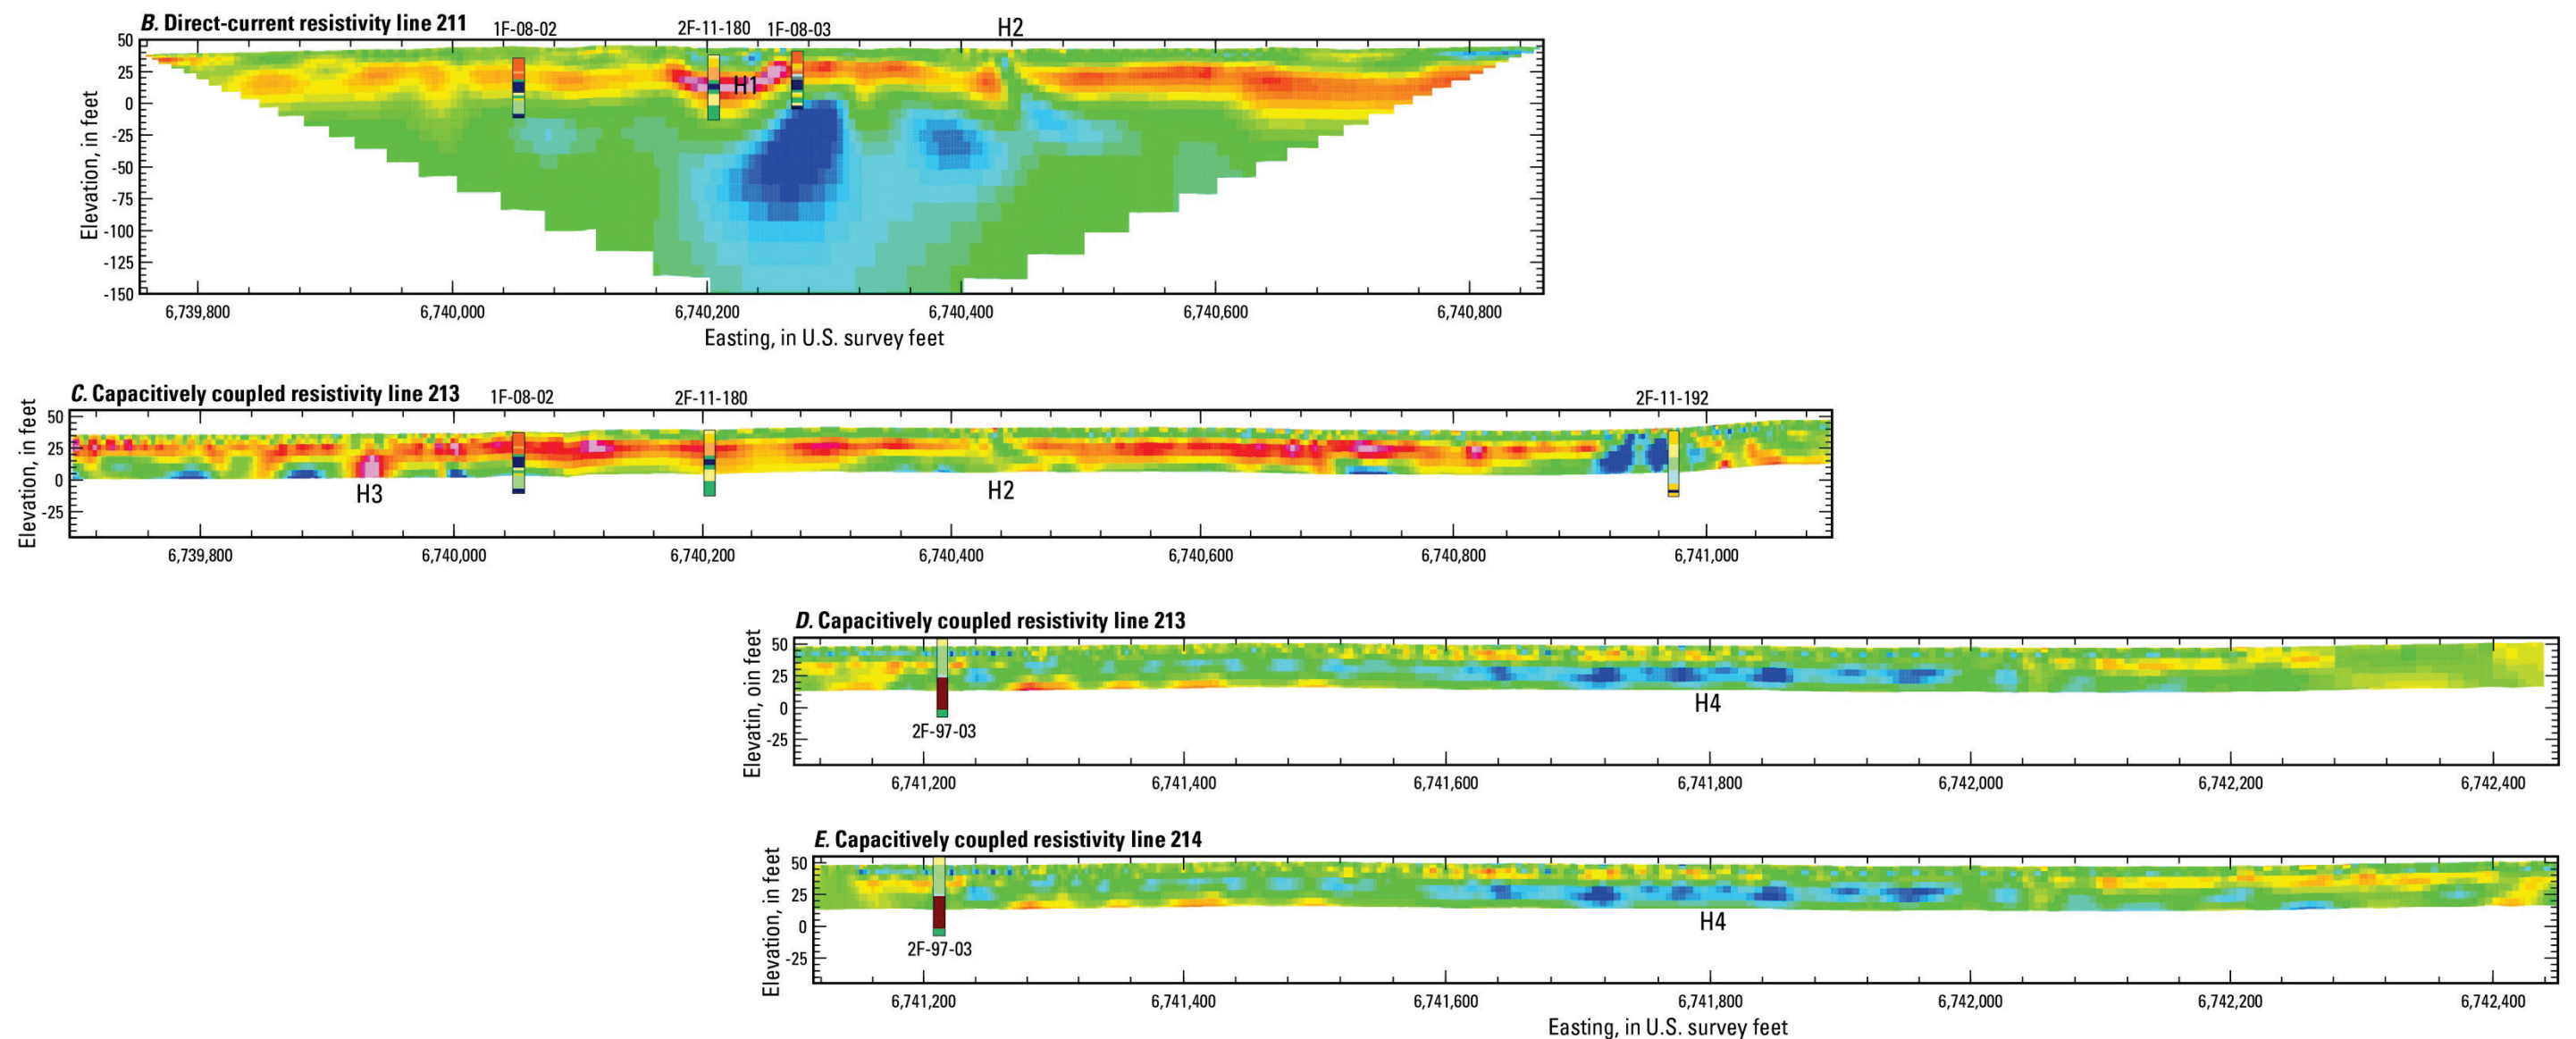 B. Direct-current resistivity line 211
1F-08-02
2F-11-180
1F-08-03
H2
H1
Elevation, in feet
50
25
0
-25
-50
-75
-100
-125
-150
6,739,800
6,740,000
6,740,200
6,740,400
6,740,600
6,740,800
Easting, in U.S. survey feet
C. Capacitively coupled resistivity line 213
1F-08-02
2F-11-180
2F-11-192
Elevation, in feet
50
25
0
-25
H3
H2
6,739,800
6,740,000
6,740,200
6,740,400
6,740,600
6,740,800
6,741,000
D. Capacitively coupled resistivity line 213
Elevatin, oin feet
50
25
0
-25
2F-97-03
H4
6,741,200
6,741,400
6,741,600
6,741,800
6,742,000
6,742,200
6,742,400
E. Capacitively coupled resistivity line 214
Elevation, in feet
50
25
0
-25
2F-97-03
H4
6,741,200
6,741,400
6,741,600
6,741,800
6,742,000
6,742,200
6,742,400
Easting, in U.S. survey feet